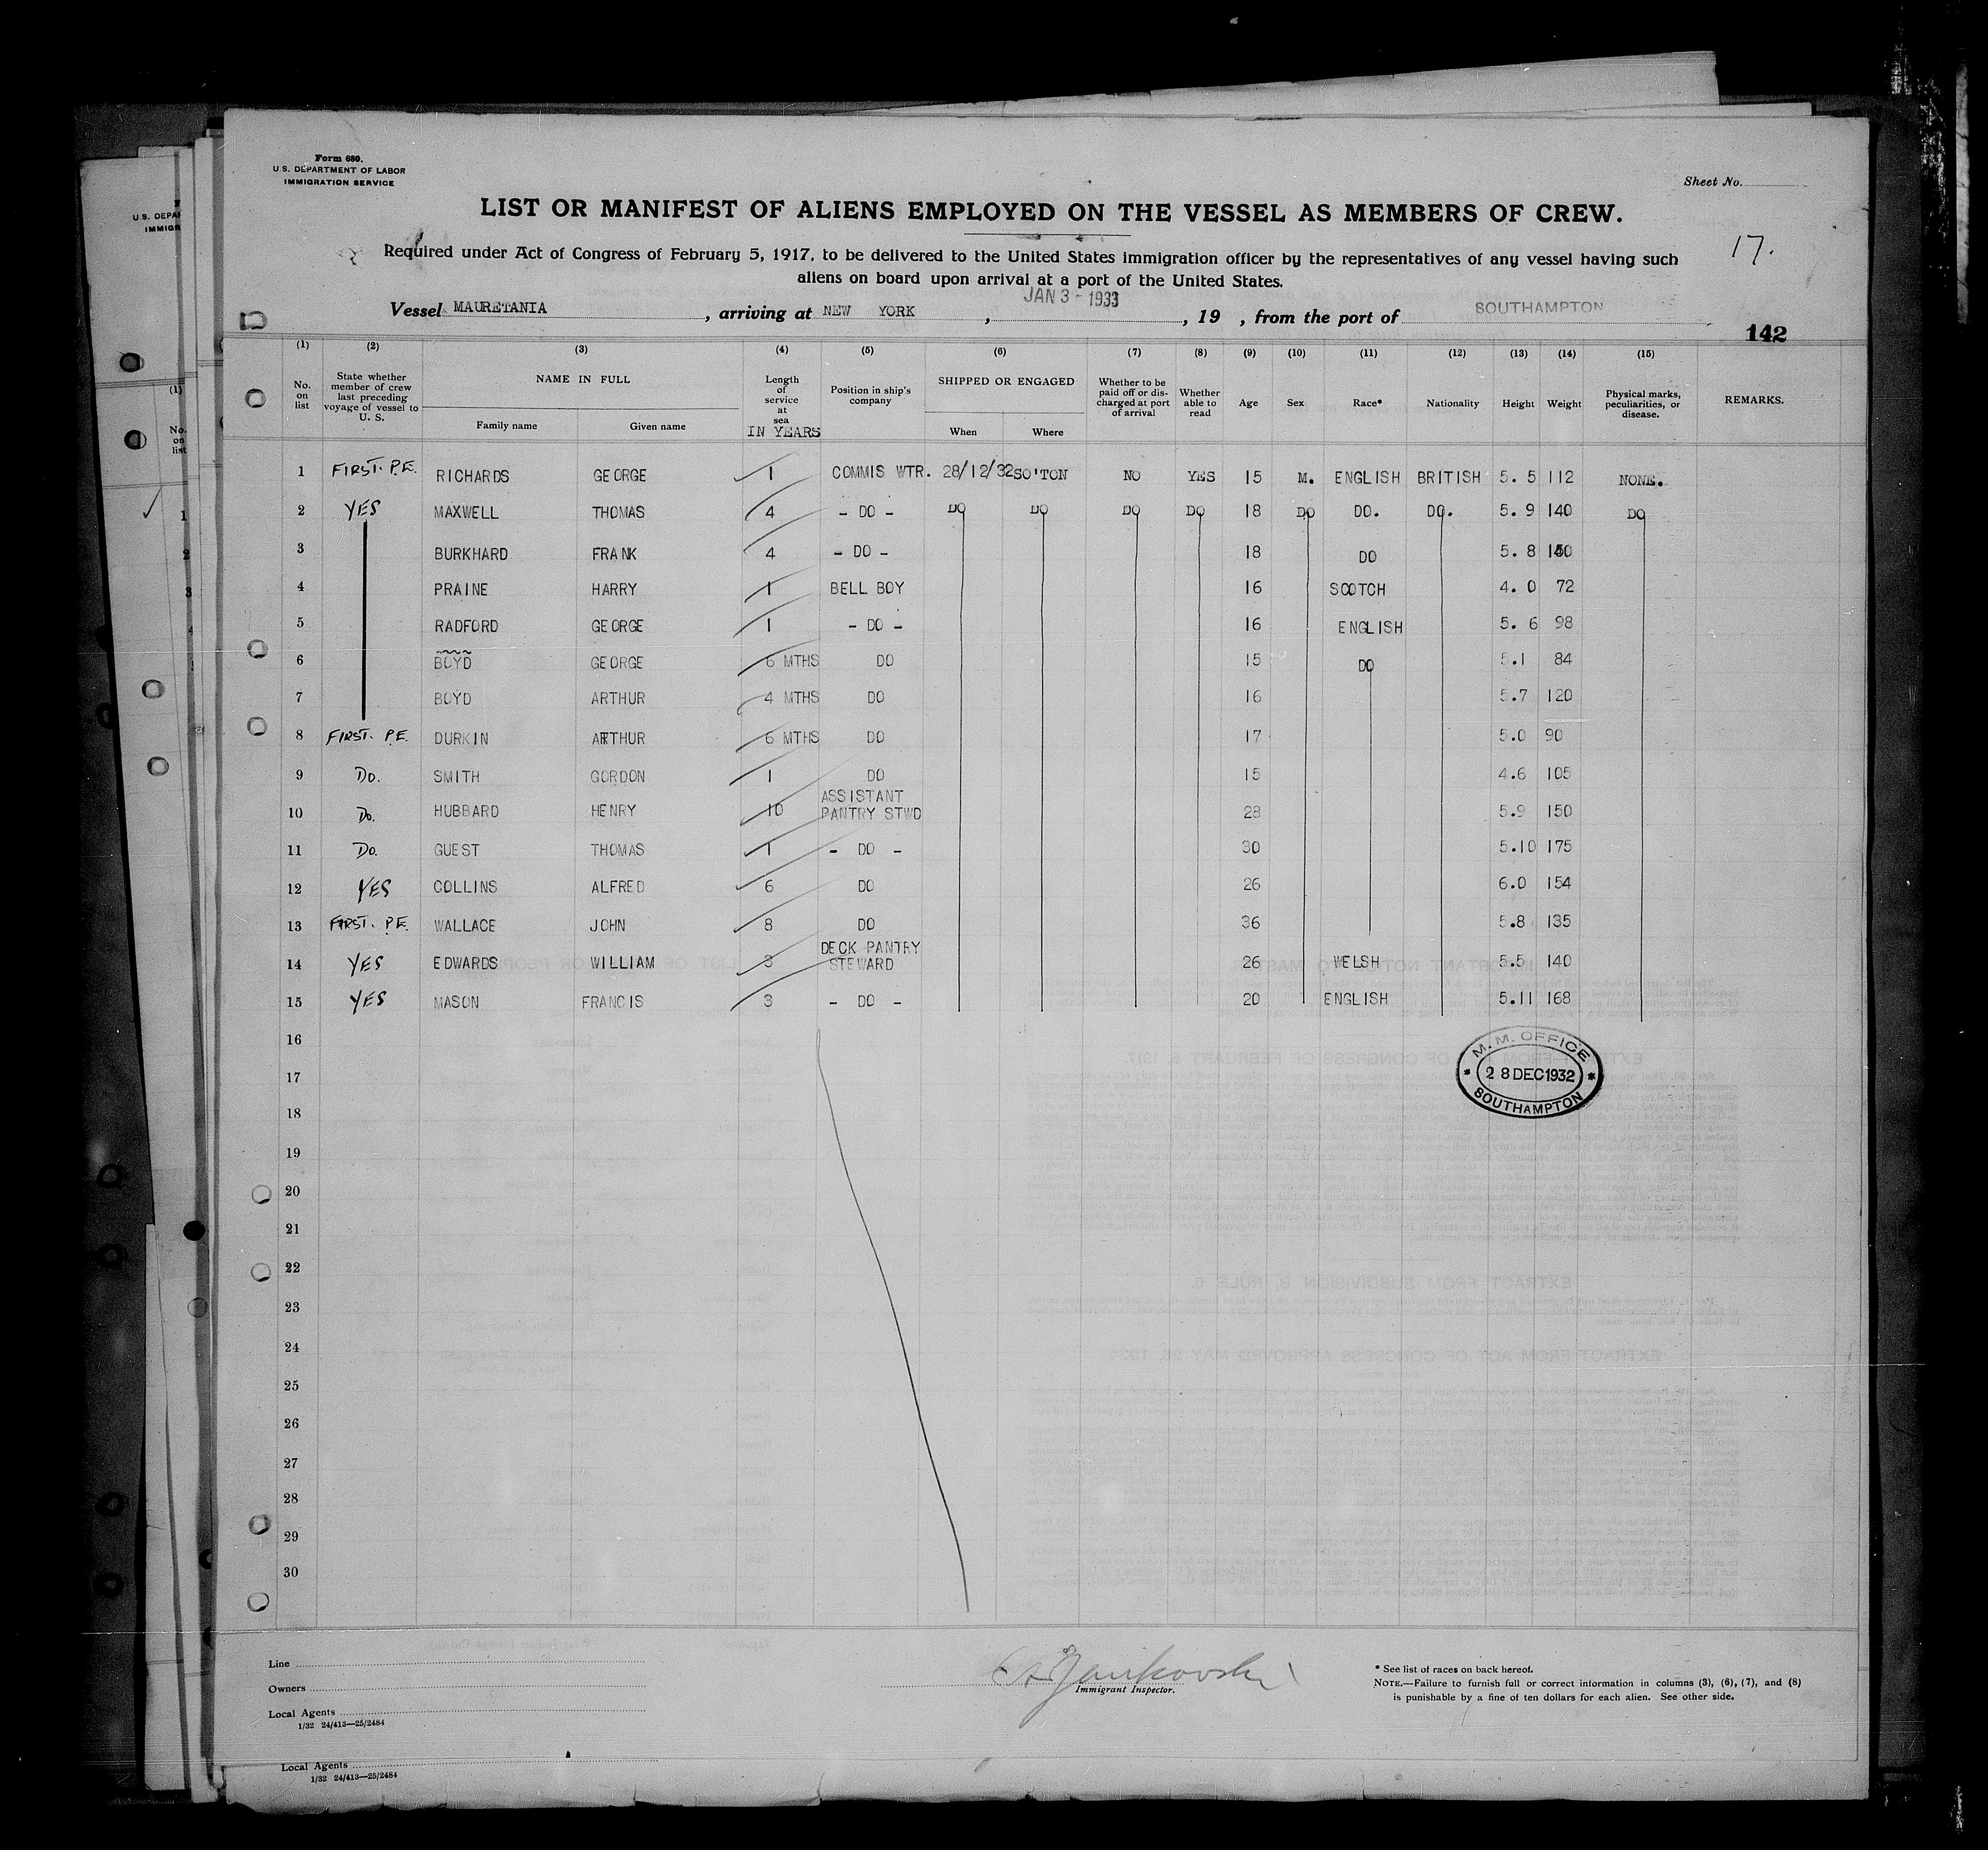 Form 680.
U.S. DEPARTMENT OF LABOR
IMMIGRATION SERVICE
Sheet No.
LIST OR MANIFEST OF ALIENS EMPLOYED ON THE VESSEL AS MEMBERS OF CREW.
17.
Required under Act of Congress of February 5, 1917, to be delivered to the United States immigration officer by the representatives of any vessel having such
aliens on board upon arrival at a port of the United States.
Vessel MAURETANIA, arriving at NEW YORK, JAN 3 - 1933, 19 , from the port of SOUTHAMPTON
142
(1) (2) (3) (4) (5) (6) (7) (8) (9) (10) (11) (12) (13) (14) (15)
No. on list State whether member of crew last preceding voyage of vessel to U. S. NAME IN FULL Family name Given name Length of service at sea IN YEARS Position in ship's company SHIPPED OR ENGAGED When Where Whether to be paid off or discharged at port of arrival Whether able to read Age Sex Race* Nationality Height Weight Physical marks, peculiarities, or disease. REMARKS.
1 FIRST. P.E. RICHARDS GEORGE 1 COMMIS WTR. 28/12/32 SO'TON NO YES 15 M. ENGLISH BRITISH 5. 5 112 NONE.
2 YES MAXWELL THOMAS 4 - DO - DO DO DO DO 18 DO DO. DO. 5. 9 140 DO
3 BURKHARD FRANK 4 - DO - 18 DO 5. 8
4 PRAINE HARRY 1 BELL BOY 16 SCOTCH 4. 0 72
5 RADFORD GEORGE 1 - DO - 16 ENGLISH 5. 6 98
6 BOYD GEORGE 6 MTHS DO 15 DO 5.1 84
7 BOYD ARTHUR 4 MTHS DO 16 5.7 120
8 FIRST. P.E. DURKIN ARTHUR 6 MTHS DO 17 5.0 90
9 Do. SMITH GORDON 1 DO 15 4.6 105
10 Do. HUBBARD HENRY 10 ASSISTANT PANTRY STWD 28 5.9 150
11 Do. GUEST THOMAS 1 - DO - 30 5.10 175
12 YES COLLINS ALFRED 6 DO 26 6.0 154
13 FIRST. P.E. WALLACE JOHN 8 DO 36 5.8 135
14 YES EDWARDS WILLIAM 3 DECK PANTRY STEWARD 26 WELSH 5.5 140
15 YES MASON FRANCIS 3 - DO - 20 ENGLISH 5.11 168
16
17
18
19
20
21
22
23
24
25
26
27
28
29
30
M. M. OFFICE
* 28 DEC 1932 *
SOUTHAMPTON
Line
Owners
Local Agents
1/32 24/413—25/2484
Immigrant Inspector.
* See list of races on back hereof.
NOTE.—Failure to furnish full or correct information in columns (3), (6), (7), and (8)
is punishable by a fine of ten dollars for each alien. See other side.
Local Agents
1/32 24/413—25/2484